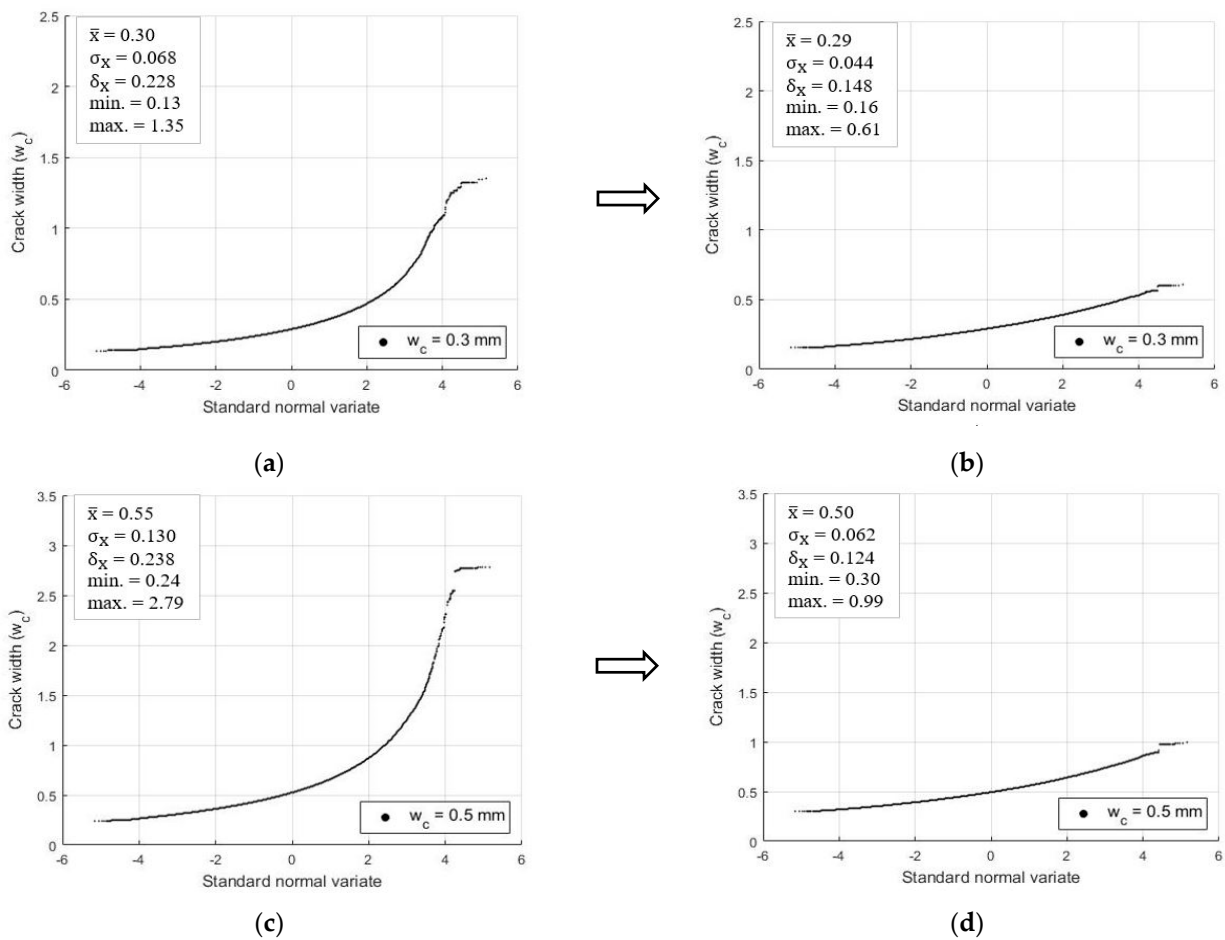 2.5
x̄ = 0.30
σx = 0.068
δx = 0.228
min. = 0.13
max. = 1.35
2
1.5
1
0.5
0
Crack width (w_c)
w_c = 0.3 mm
-6 -4 -2 0 2 4 6
Standard normal variate
(a)
2.5
x̄ = 0.29
σx = 0.044
δx = 0.148
min. = 0.16
max. = 0.61
2
1.5
1
0.5
0
Crack width (w_c)
w_c = 0.3 mm
-6 -4 -2 0 2 4 6
Standard normal variate
(b)
3.5
x̄ = 0.55
σx = 0.130
δx = 0.238
min. = 0.24
max. = 2.79
3
2.5
2
1.5
1
0.5
0
Crack width (w_c)
w_c = 0.5 mm
-6 -4 -2 0 2 4 6
Standard normal variate
(c)
3.5
x̄ = 0.50
σx = 0.062
δx = 0.124
min. = 0.30
max. = 0.99
3
2.5
2
1.5
1
0.5
0
Crack width (w_c)
w_c = 0.5 mm
-6 -4 -2 0 2 4 6
Standard normal variate
(d)